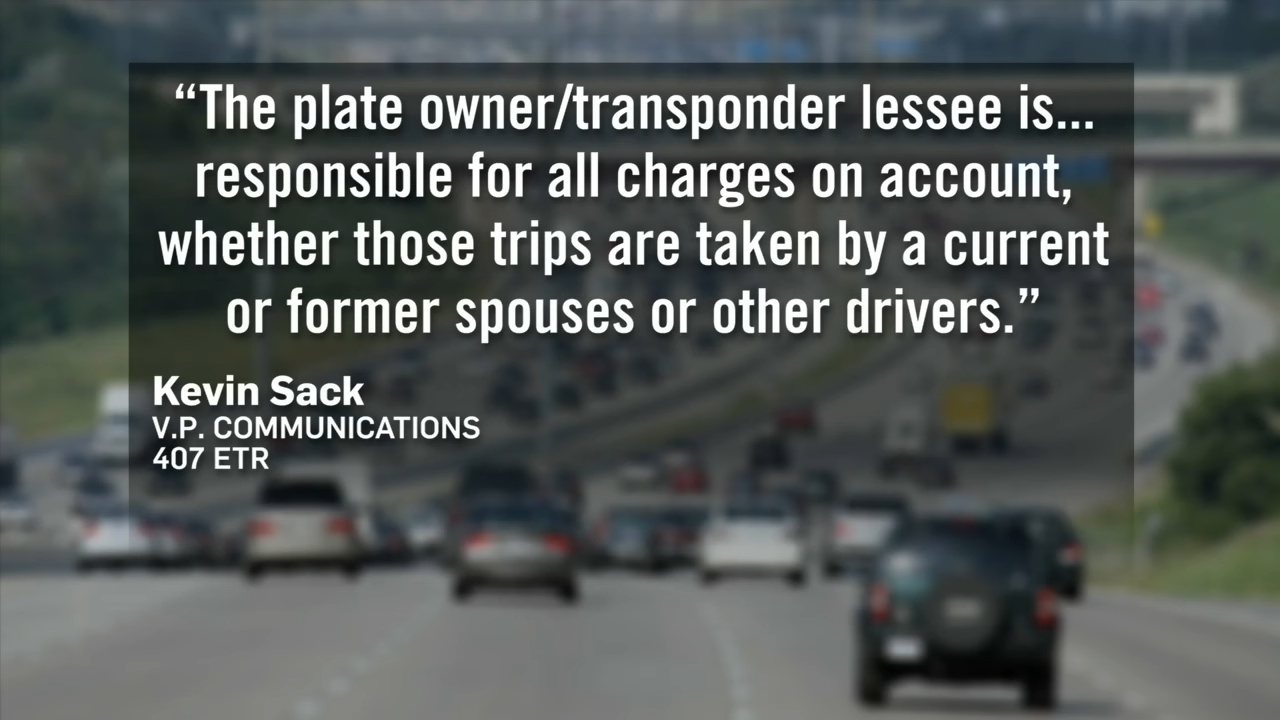 “The plate owner/transponder lessee is...
responsible for all charges on account,
whether those trips are taken by a current
or former spouses or other drivers.”
Kevin Sack
V.P. COMMUNICATIONS
407 ETR